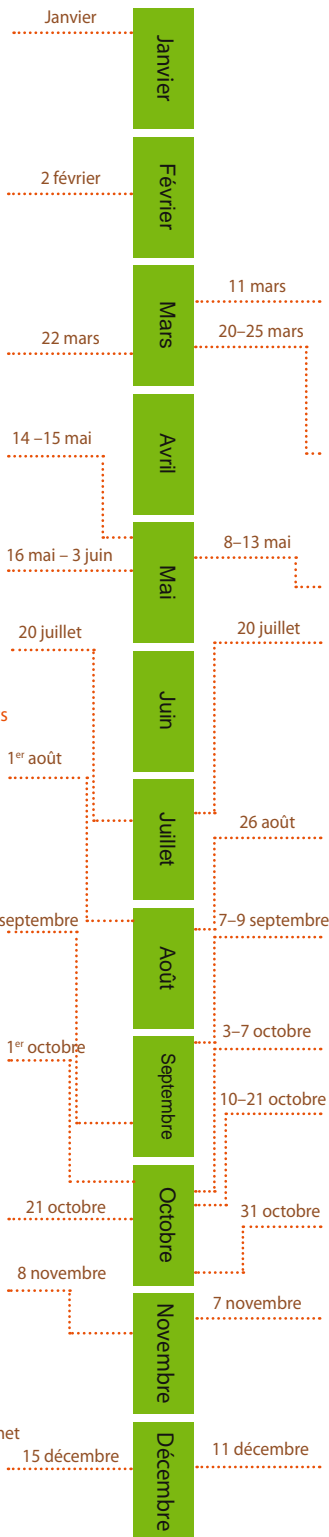 Janvier
Janvier
2 février
Février
11 mars
Mars
20–25 mars
22 mars
14 –15 mai
Avril
8–13 mai
16 mai – 3 juin
Mai
20 juillet
20 juillet
Juin
s
1er août
Juillet
26 août
septembre
7–9 septembre
Août
3–7 octobre
1er octobre
Septembre
10–21 octobre
21 octobre
Octobre
31 octobre
8 novembre
7 novembre
Novembre
net
15 décembre
11 décembre
Décembre